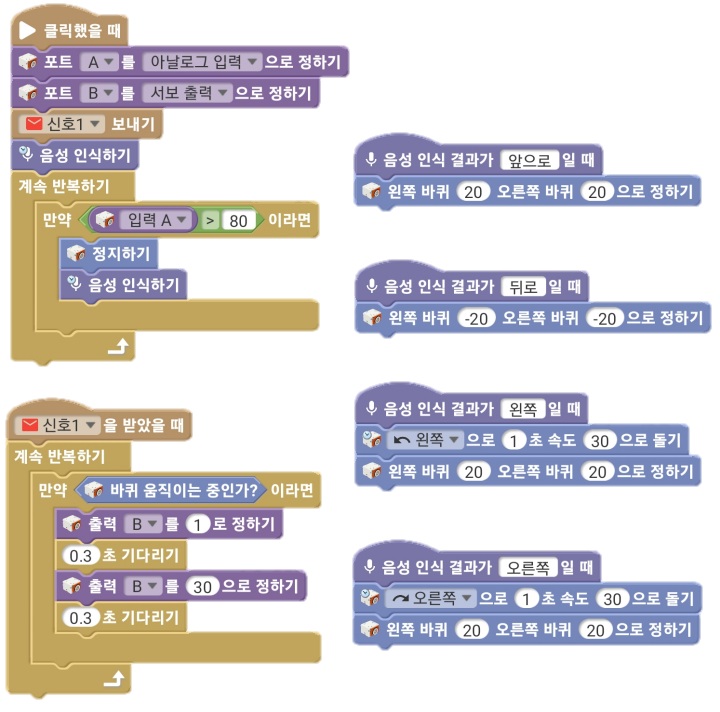 클릭했을 때
포트 A 를 아날로그 입력 으로 정하기
포트 B 를 서보 출력 으로 정하기
신호1 보내기
음성 인식하기
계속 반복하기
만약 입력 A > 80 이라면
정지하기
음성 인식하기
신호1 을 받았을 때
계속 반복하기
만약 바퀴 움직이는 중인가? 이라면
출력 B 를 1 로 정하기
0.3 초 기다리기
출력 B 를 30 으로 정하기
0.3 초 기다리기
음성 인식 결과가 앞으로 일 때
왼쪽 바퀴 20 오른쪽 바퀴 20 으로 정하기
음성 인식 결과가 뒤로 일 때
왼쪽 바퀴 -20 오른쪽 바퀴 -20 으로 정하기
음성 인식 결과가 왼쪽 일 때
왼쪽 으로 1 초 속도 30 으로 돌기
왼쪽 바퀴 20 오른쪽 바퀴 20 으로 정하기
음성 인식 결과가 오른쪽 일 때
오른쪽 으로 1 초 속도 30 으로 돌기
왼쪽 바퀴 20 오른쪽 바퀴 20 으로 정하기